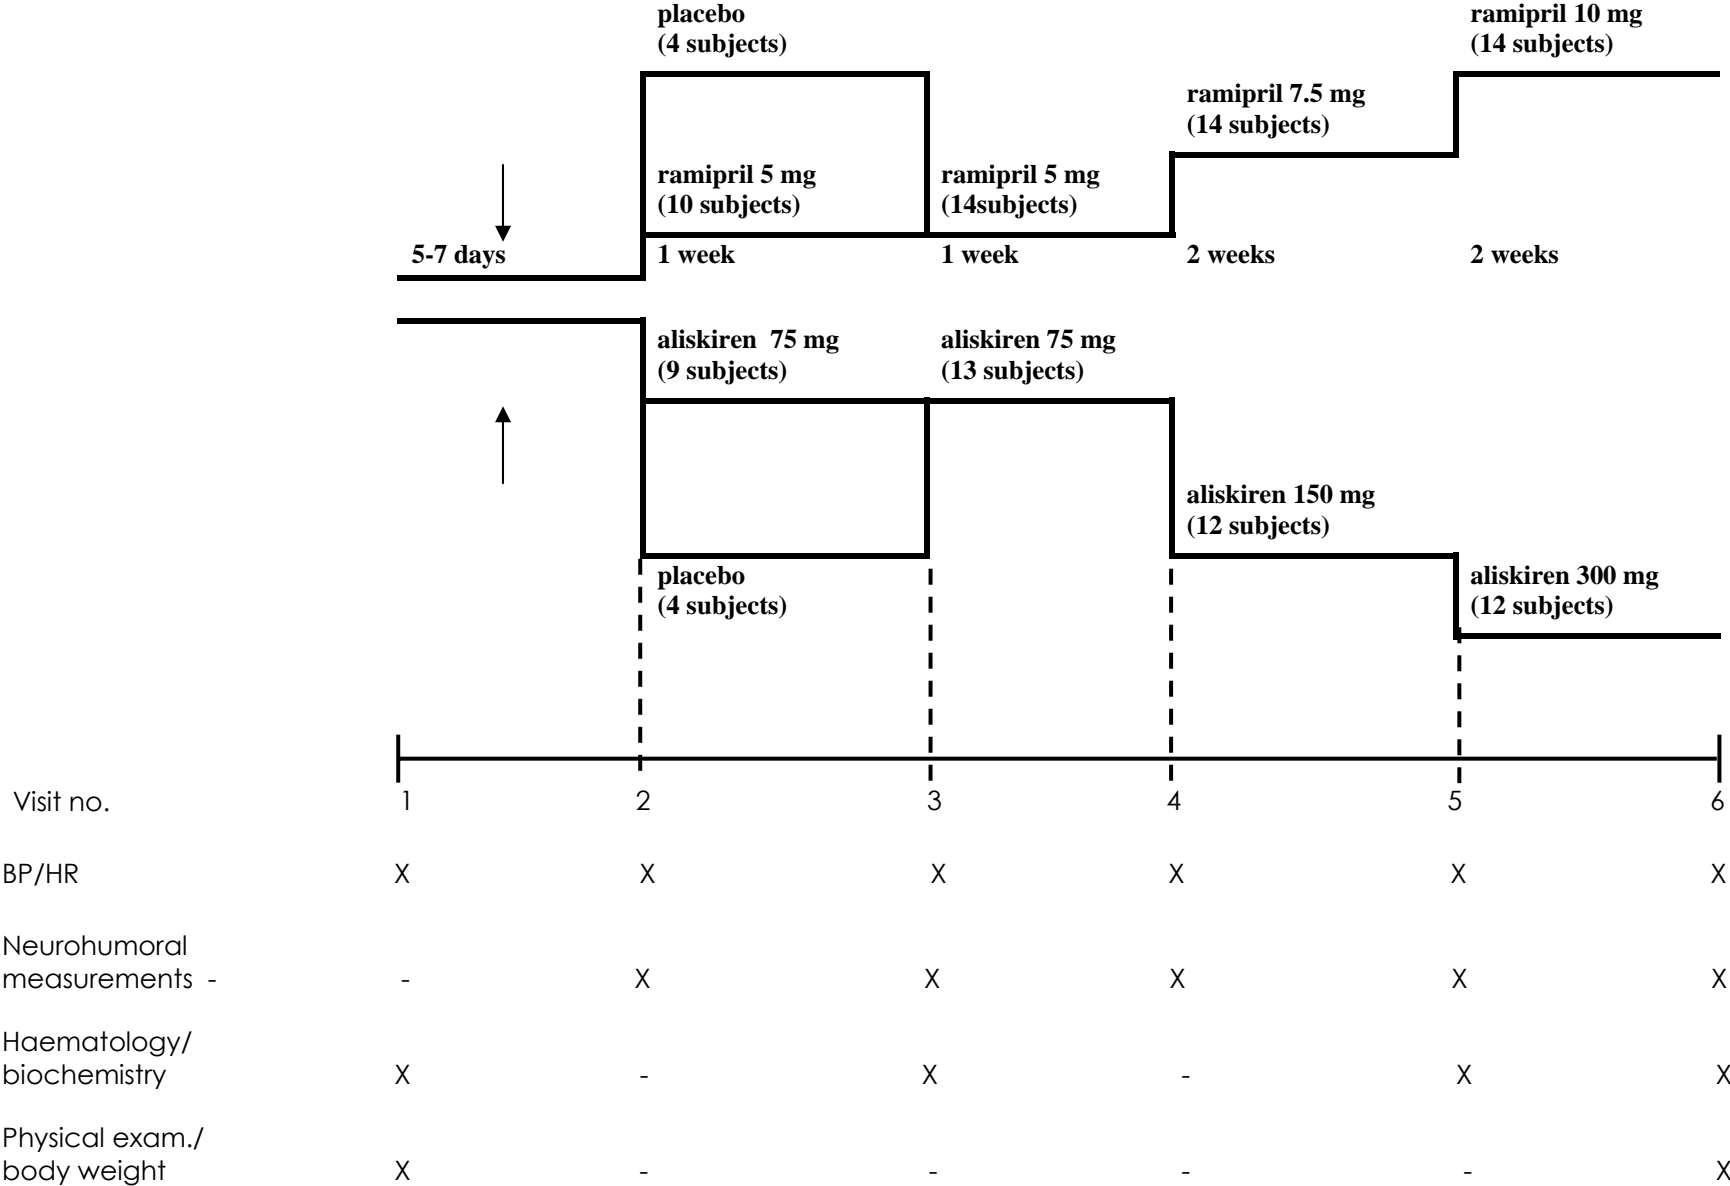 placebo
(4 subjects)
ramipril 10 mg
(14 subjects)
ramipril 7.5 mg
(14 subjects)
ramipril 5 mg
(10 subjects)
ramipril 5 mg
(14subjects)
5-7 days
1 week
1 week
2 weeks
2 weeks
aliskiren  75 mg
(9 subjects)
aliskiren 75 mg
(13 subjects)
aliskiren 150 mg
(12 subjects)
placebo
(4 subjects)
aliskiren 300 mg
(12 subjects)
Visit no. 1 2 3 4 5 6
BP/HR X X X X X X
Neurohumoral
measurements - - X X X X X
Haematology/
biochemistry X - X - X X
Physical exam./
body weight X - - - - X